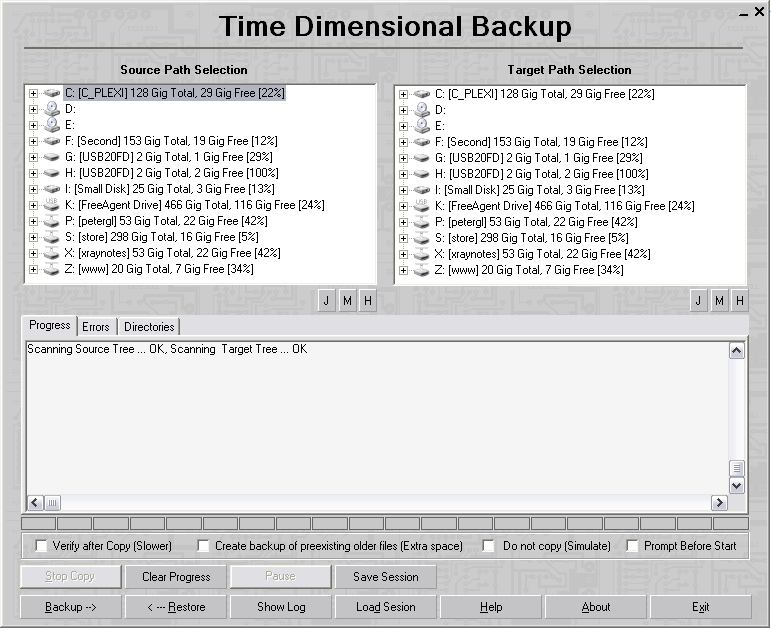 Time Dimensional Backup
Source Path Selection
C: [C_PLEXI] 128 Gig Total, 29 Gig Free [22%]
D:
E:
F: [Second] 153 Gig Total, 19 Gig Free [12%]
G: [USB20FD] 2 Gig Total, 1 Gig Free [29%]
H: [USB20FD] 2 Gig Total, 2 Gig Free [100%]
I: [Small Disk] 25 Gig Total, 3 Gig Free [13%]
K: [FreeAgent Drive] 466 Gig Total, 116 Gig Free [24%]
P: [petergl] 53 Gig Total, 22 Gig Free [42%]
S: [store] 298 Gig Total, 16 Gig Free [5%]
X: [xraynotes] 53 Gig Total, 22 Gig Free [42%]
Z: [www] 20 Gig Total, 7 Gig Free [34%]
J M H
Target Path Selection
C: [C_PLEXI] 128 Gig Total, 29 Gig Free [22%]
D:
E:
F: [Second] 153 Gig Total, 19 Gig Free [12%]
G: [USB20FD] 2 Gig Total, 1 Gig Free [29%]
H: [USB20FD] 2 Gig Total, 2 Gig Free [100%]
I: [Small Disk] 25 Gig Total, 3 Gig Free [13%]
K: [FreeAgent Drive] 466 Gig Total, 116 Gig Free [24%]
P: [petergl] 53 Gig Total, 22 Gig Free [42%]
S: [store] 298 Gig Total, 16 Gig Free [5%]
X: [xraynotes] 53 Gig Total, 22 Gig Free [42%]
Z: [www] 20 Gig Total, 7 Gig Free [34%]
J M H
Progress Errors Directories
Scanning Source Tree ... OK, Scanning  Target Tree ... OK
Verify after Copy (Slower) Create backup of preexisting older files (Extra space) Do not copy (Simulate) Prompt Before Start
Stop Copy Clear Progress Pause Save Session
Backup --> <--- Restore Show Log Load Sesion Help About Exit